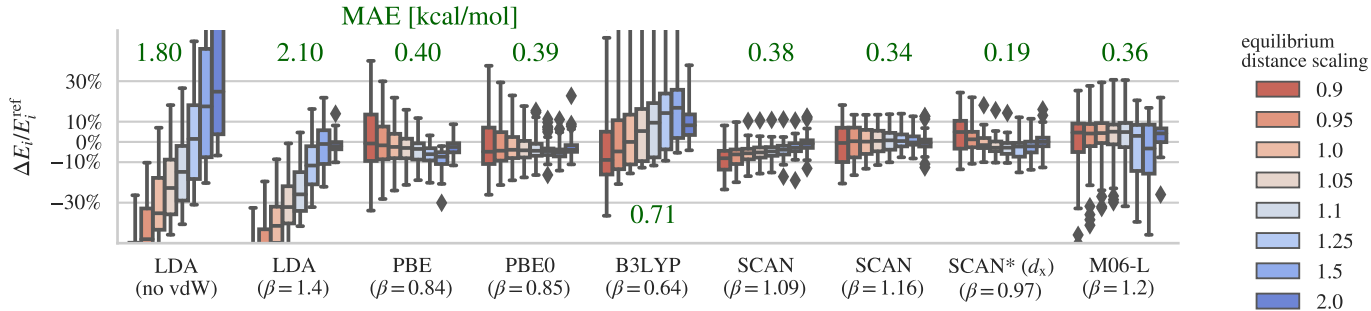 MAE [kcal/mol]
1.80
2.10
0.40
0.39
0.71
0.38
0.34
0.19
0.36
ΔE_i/E_i^ref
30%
10%
0%
−10%
−30%
LDA
(no vdW)
LDA
(β = 1.4)
PBE
(β = 0.84)
PBE0
(β = 0.85)
B3LYP
(β = 0.64)
SCAN
(β = 1.09)
SCAN
(β = 1.16)
SCAN* (d_x)
(β = 0.97)
M06-L
(β = 1.2)
equilibrium
distance scaling
0.9
0.95
1.0
1.05
1.1
1.25
1.5
2.0